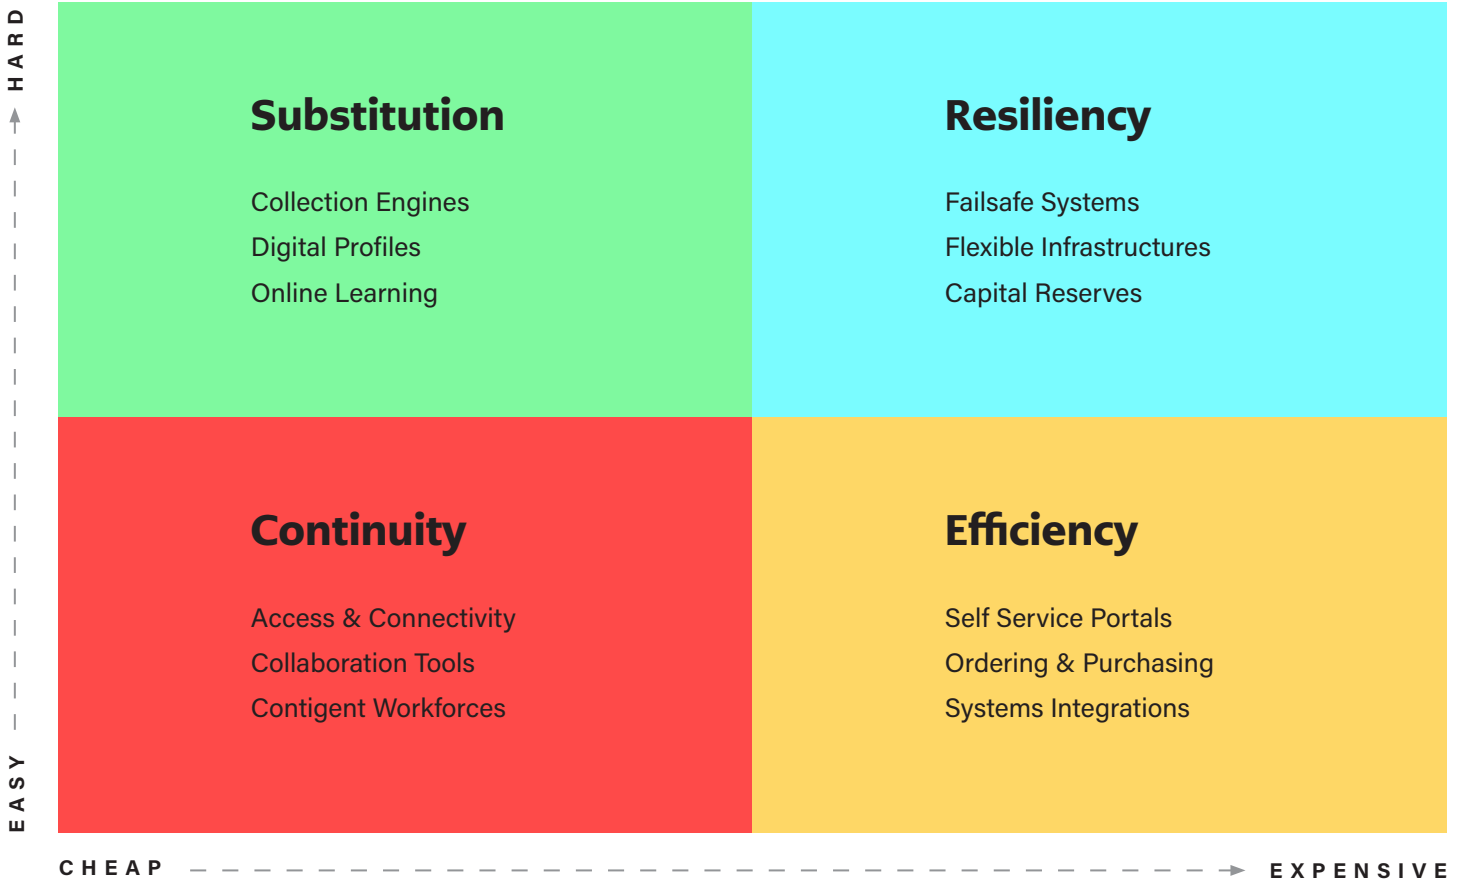 HARD
Substitution
Collection Engines
Digital Profiles
Online Learning
Resiliency
Failsafe Systems
Flexible Infrastructures
Capital Reserves
Continuity
Access & Connectivity
Collaboration Tools
Contigent Workforces
Efficiency
Self Service Portals
Ordering & Purchasing
Systems Integrations
EASY
CHEAP
EXPENSIVE